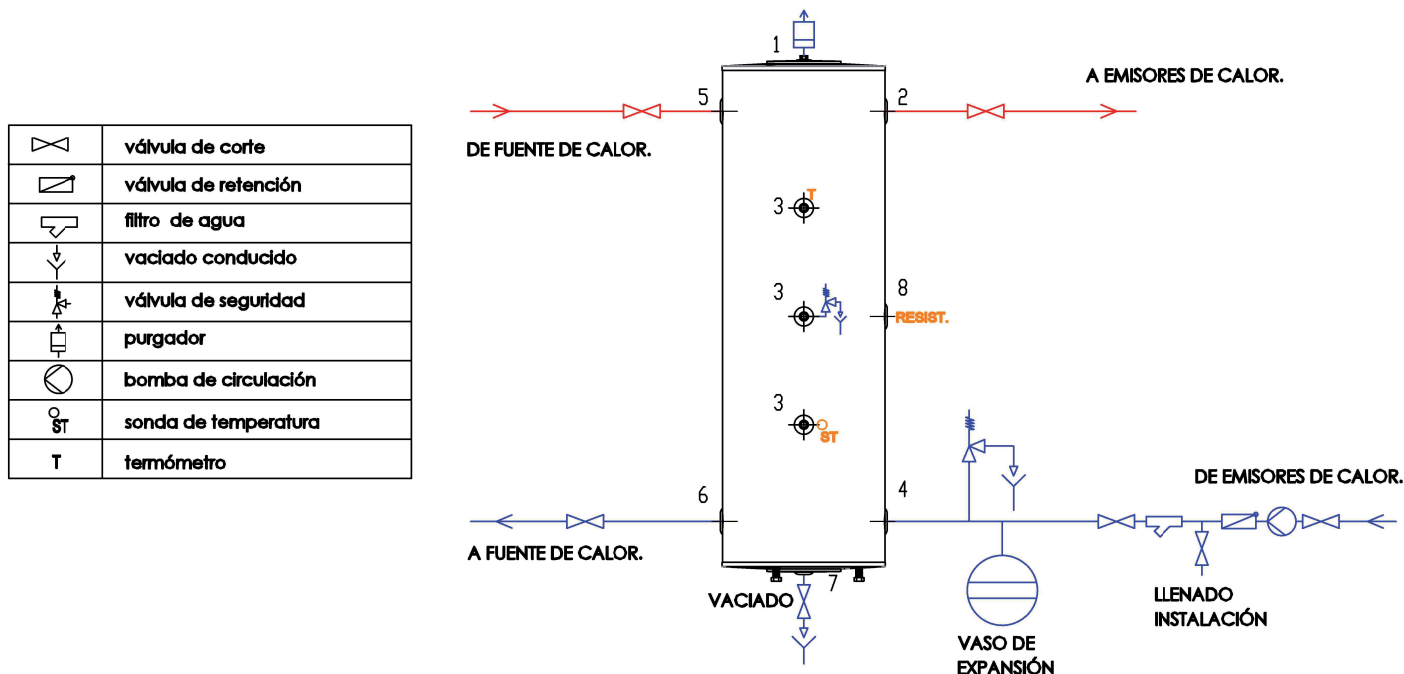 válvula de corte
válvula de retención
filtro de agua
vaciado conducido
válvula de seguridad
purgador
bomba de circulación
ST sonda de temperatura
T termómetro
1
A EMISORES DE CALOR.
5
2
DE FUENTE DE CALOR.
T
3
3
8
RESIST.
3
ST
DE EMISORES DE CALOR.
6
4
A FUENTE DE CALOR.
7
VACIADO
LLENADO
INSTALACIÓN
VASO DE
EXPANSIÓN